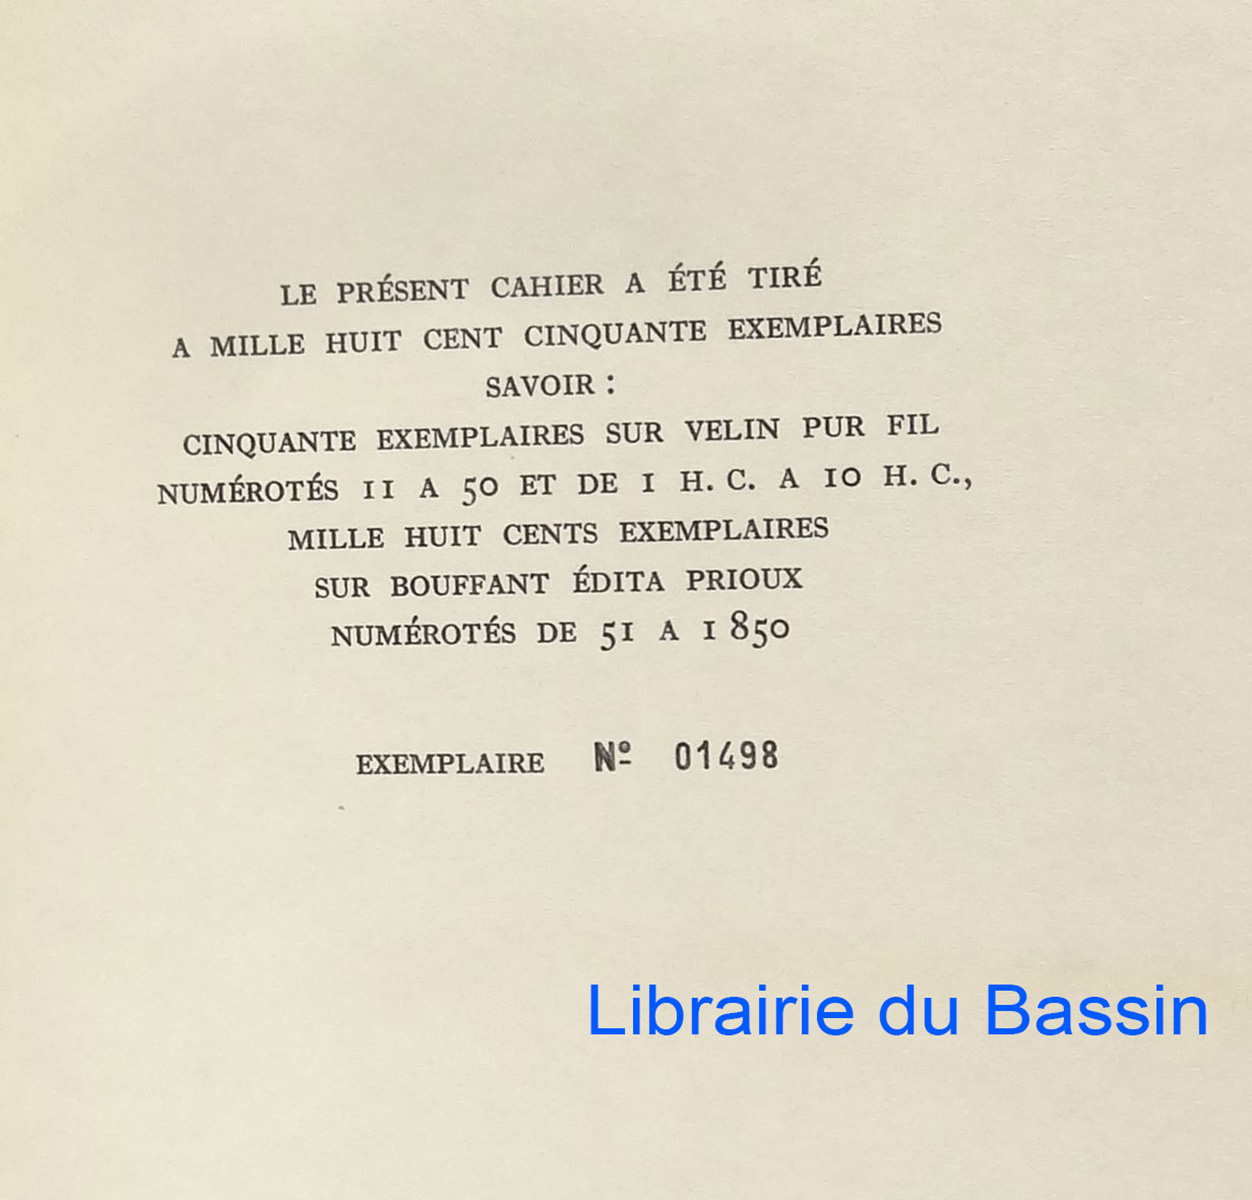 LE PRÉSENT CAHIER A ÉTÉ TIRÉ
A MILLE HUIT CENT CINQUANTE EXEMPLAIRES
SAVOIR :
CINQUANTE EXEMPLAIRES SUR VELIN PUR FIL
NUMÉROTÉS 11 A 50 ET DE 1 H. C. A 10 H. C.,
MILLE HUIT CENTS EXEMPLAIRES
SUR BOUFFANT ÉDITA PRIOUX
NUMÉROTÉS DE 51 A 1 850
EXEMPLAIRE Nº 01498
Librairie du Bassin